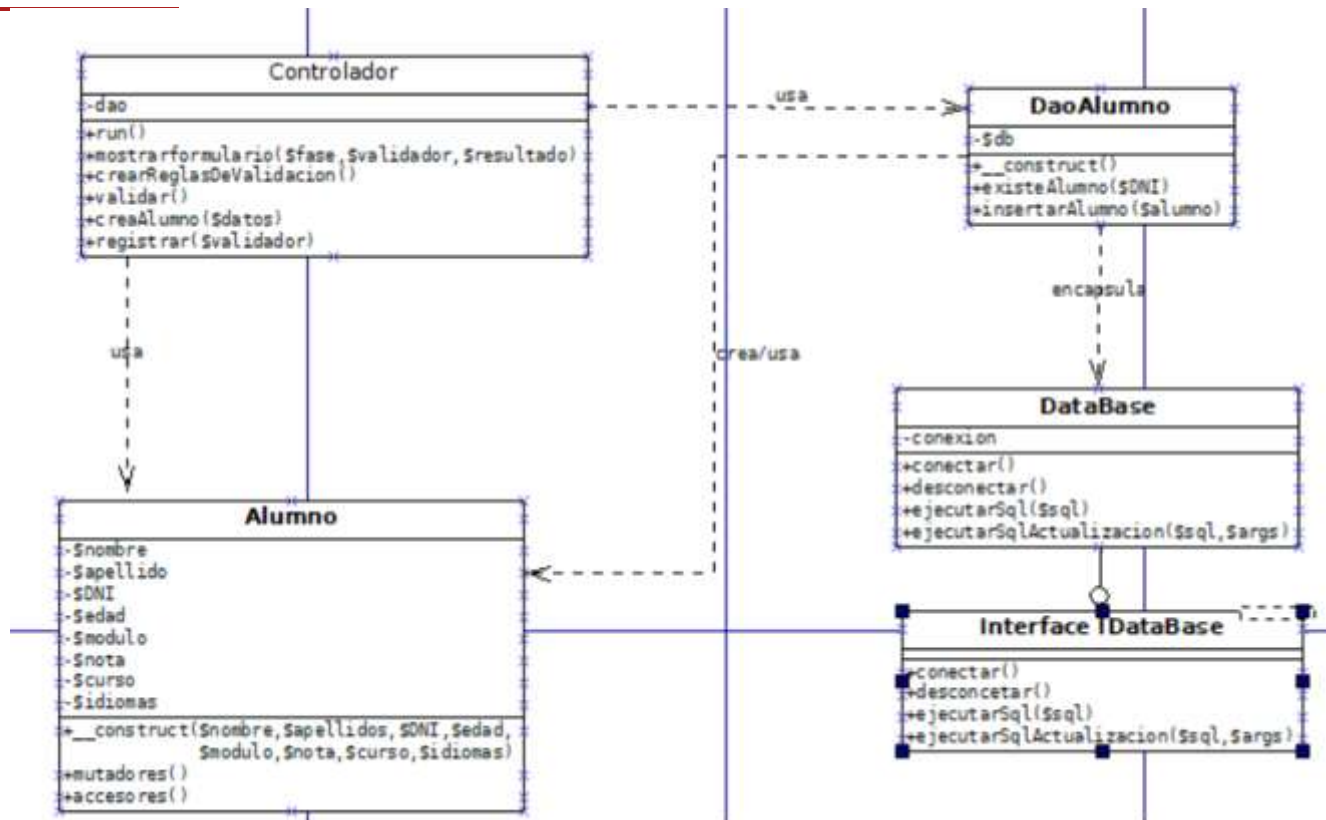 Controlador
-dao
+run()
+mostrarformulario($fase,$validador,$resultado)
+crearReglasDeValidacion()
+validar()
+creaAlumno($datos)
+registrar($validador)
usa
DaoAlumno
-$db
+__construct()
+existeAlumno($DNI)
+insertarAlumno($alumno)
encapsula
usa
crea/usa
DataBase
-conexion
+conectar()
+desconectar()
+ejecutarSql($sql)
+ejecutarSqlActualizacion($sql,$args)
Alumno
-$nombre
-$apellido
-$DNI
-$edad
-$modulo
-$nota
-$curso
-$idiomas
+__construct($nombre,$apellidos,$DNI,$edad,
$modulo,$nota,$curso,$idiomas)
+mutadores()
+accesores()
Interface IDataBase
+conectar()
+desconcetar()
+ejecutarSql($sql)
+ejecutarSqlActualizacion($sql,$args)